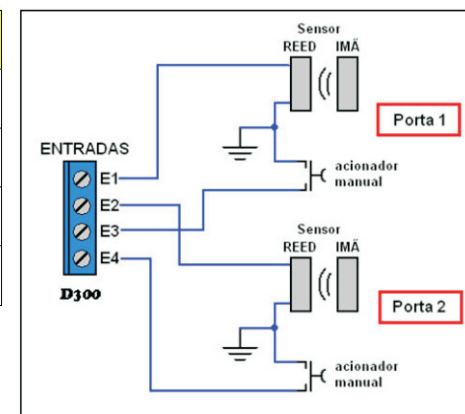 Sensor
REED IMÃ
Porta 1
ENTRADAS
E1
E2
E3
E4
D300
acionador
manual
Sensor
REED IMÃ
Porta 2
acionador
manual